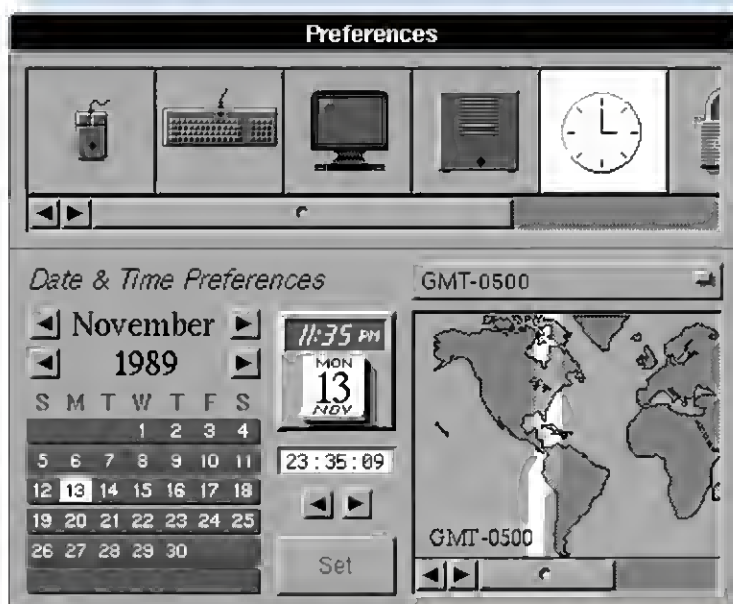 Preferences
Date & Time Preferences
GMT-0500
November
1989
S M T W T F S
1 2 3 4
5 6 7 8 9 10 11
12 13 14 15 16 17 18
19 20 21 22 23 24 25
26 27 28 29 30
11:35 PM
MON
13
NOV
23:35:09
Set
GMT-0500